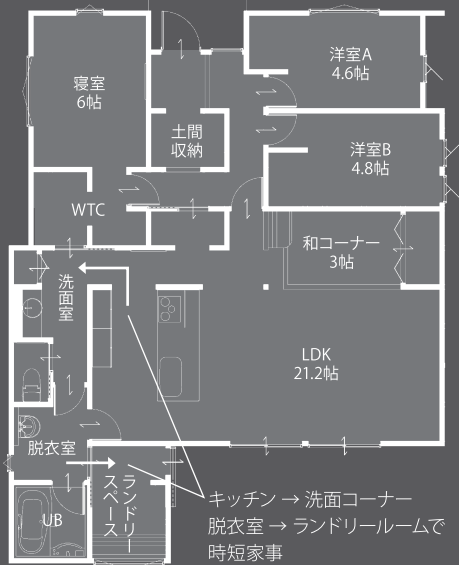 洋室A
4.6帖
寝室
6帖
土間
収納
洋室B
4.8帖
WTC
和コーナー
3帖
洗面室
LDK
21.2帖
脱衣室
ランドリー
スペース
UB
キッチン → 洗面コーナー
脱衣室 → ランドリールームで
時短家事